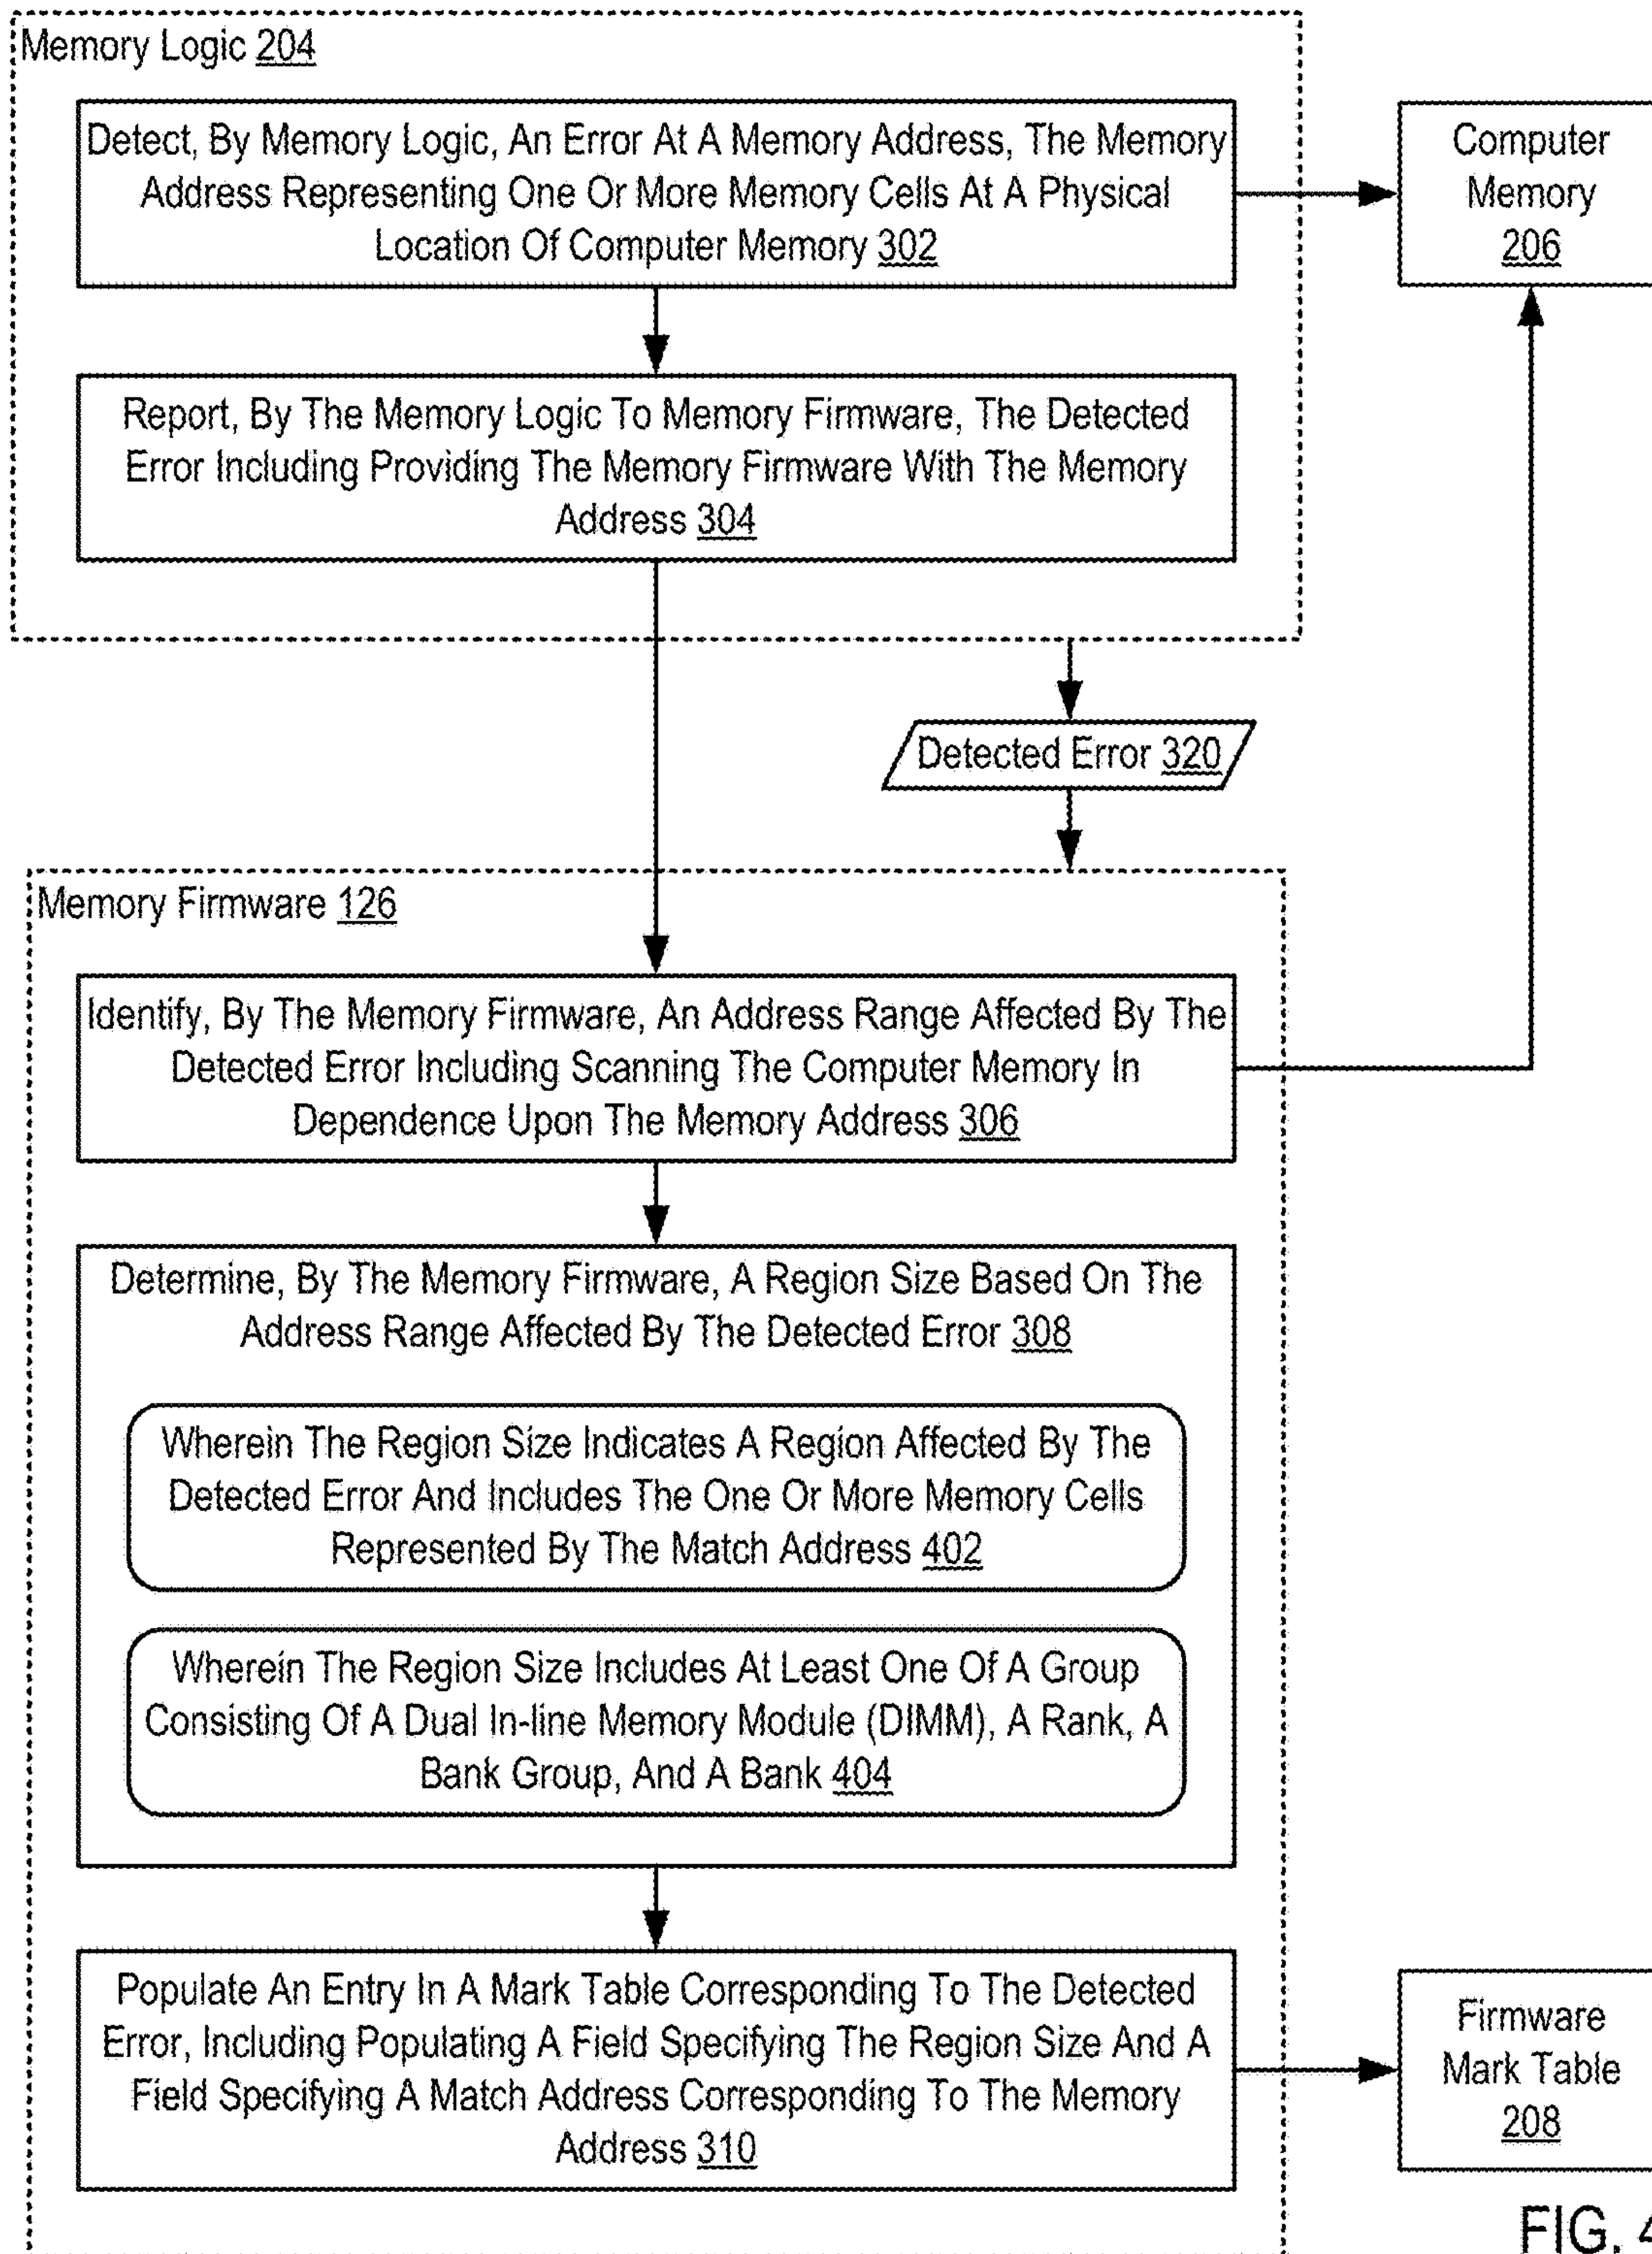 Memory Logic 204
Detect, By Memory Logic, An Error At A Memory Address, The Memory
Address Representing One Or More Memory Cells At A Physical
Location Of Computer Memory 302
Computer
Memory
206
Report, By The Memory Logic To Memory Firmware, The Detected
Error Including Providing The Memory Firmware With The Memory
Address 304
Detected Error 320
Memory Firmware 126
Identify, By The Memory Firmware, An Address Range Affected By The
Detected Error Including Scanning The Computer Memory In
Dependence Upon The Memory Address 306
Determine, By The Memory Firmware, A Region Size Based On The
Address Range Affected By The Detected Error 308
Wherein The Region Size Indicates A Region Affected By The
Detected Error And Includes The One Or More Memory Cells
Represented By The Match Address 402
Wherein The Region Size Includes At Least One Of A Group
Consisting Of A Dual In-line Memory Module (DIMM), A Rank, A
Bank Group, And A Bank 404
Populate An Entry In A Mark Table Corresponding To The Detected
Error, Including Populating A Field Specifying The Region Size And A
Field Specifying A Match Address Corresponding To The Memory
Address 310
Firmware
Mark Table
208
FIG. 4